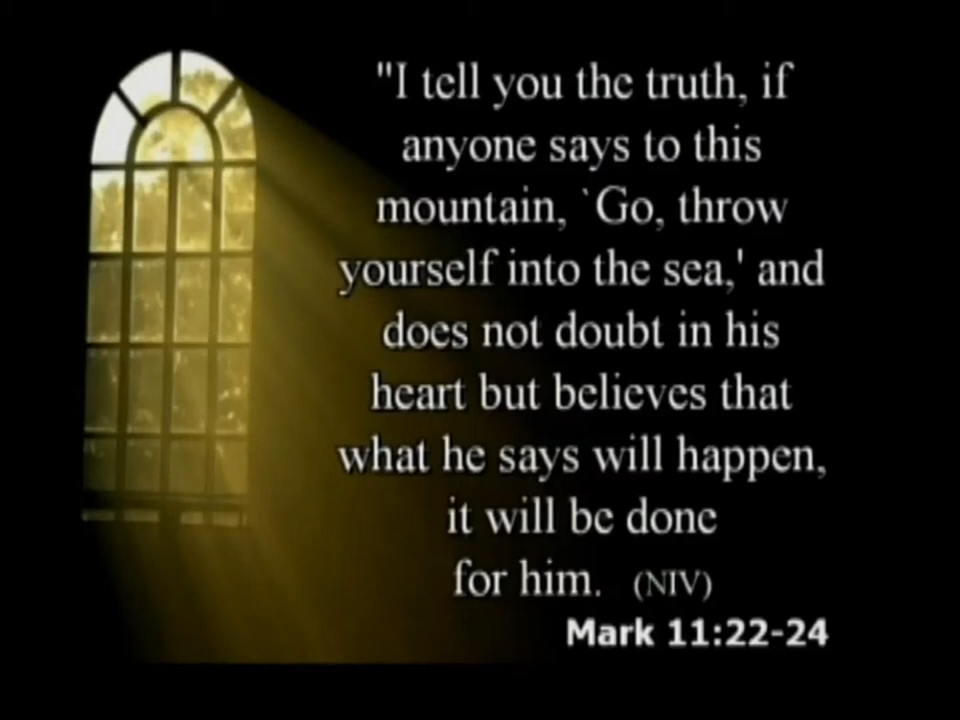 "I tell you the truth, if
anyone says to this
mountain, `Go, throw
yourself into the sea,' and
does not doubt in his
heart but believes that
what he says will happen,
it will be done
for him. (NIV)
Mark 11:22-24